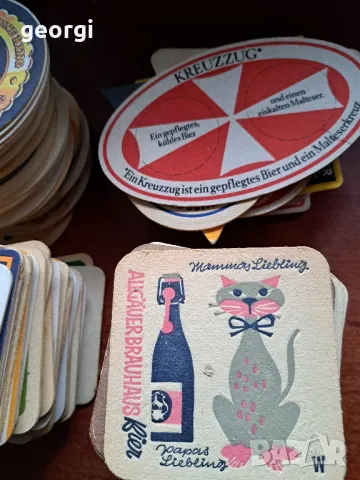 georgi
KREUZZUG*
Ein gepflegtes,
kühles Bier
und einen
eiskalten Malteser.
*Ein Kreuzzug ist ein gepflegtes Bier und ein Malteserkreuz
Mammas Liebling
ALLGÄUER BRAUHAUS
Bier
Papas
Liebling
W
BAZAR